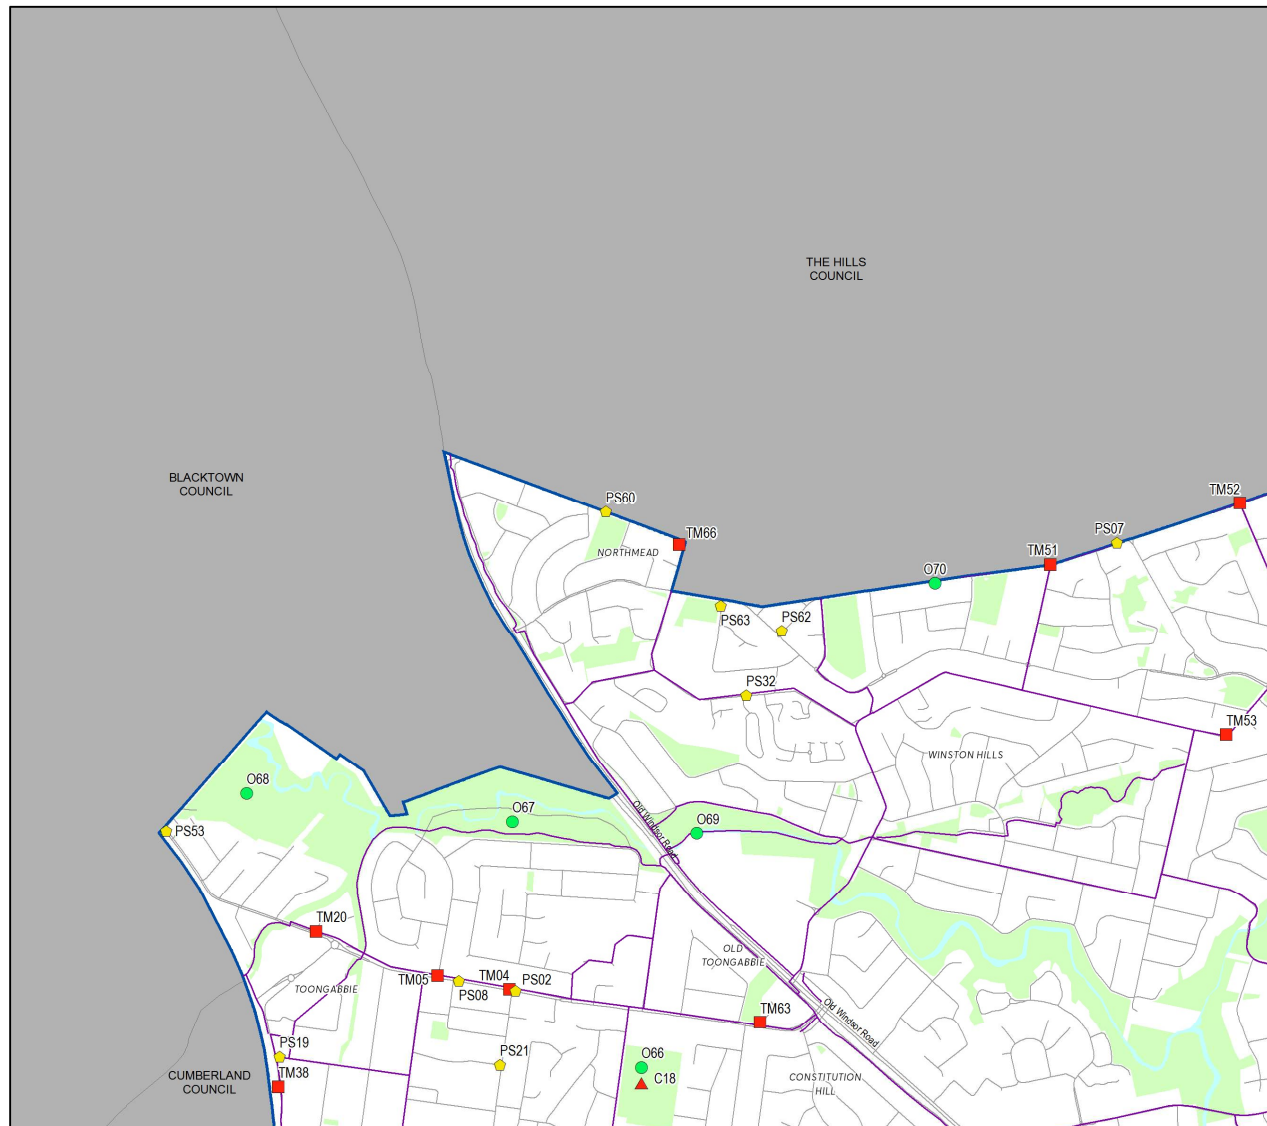 THE HILLS
COUNCIL
BLACKTOWN
COUNCIL
TM52
PS60
PS07
TM66
NORTHMEAD
TM51
O70
PS63
PS62
PS32
TM53
WINSTON HILLS
O68
O67
Old Windsor Road
O69
PS53
TM20
OLD
TOONGABBIE
TM05
TM04
PS02
PS08
TOONGABBIE
TM63
Old Windsor Road
PS19
PS21
O66
CUMBERLAND
COUNCIL
TM38
C18
CONSTITUTION
HILL